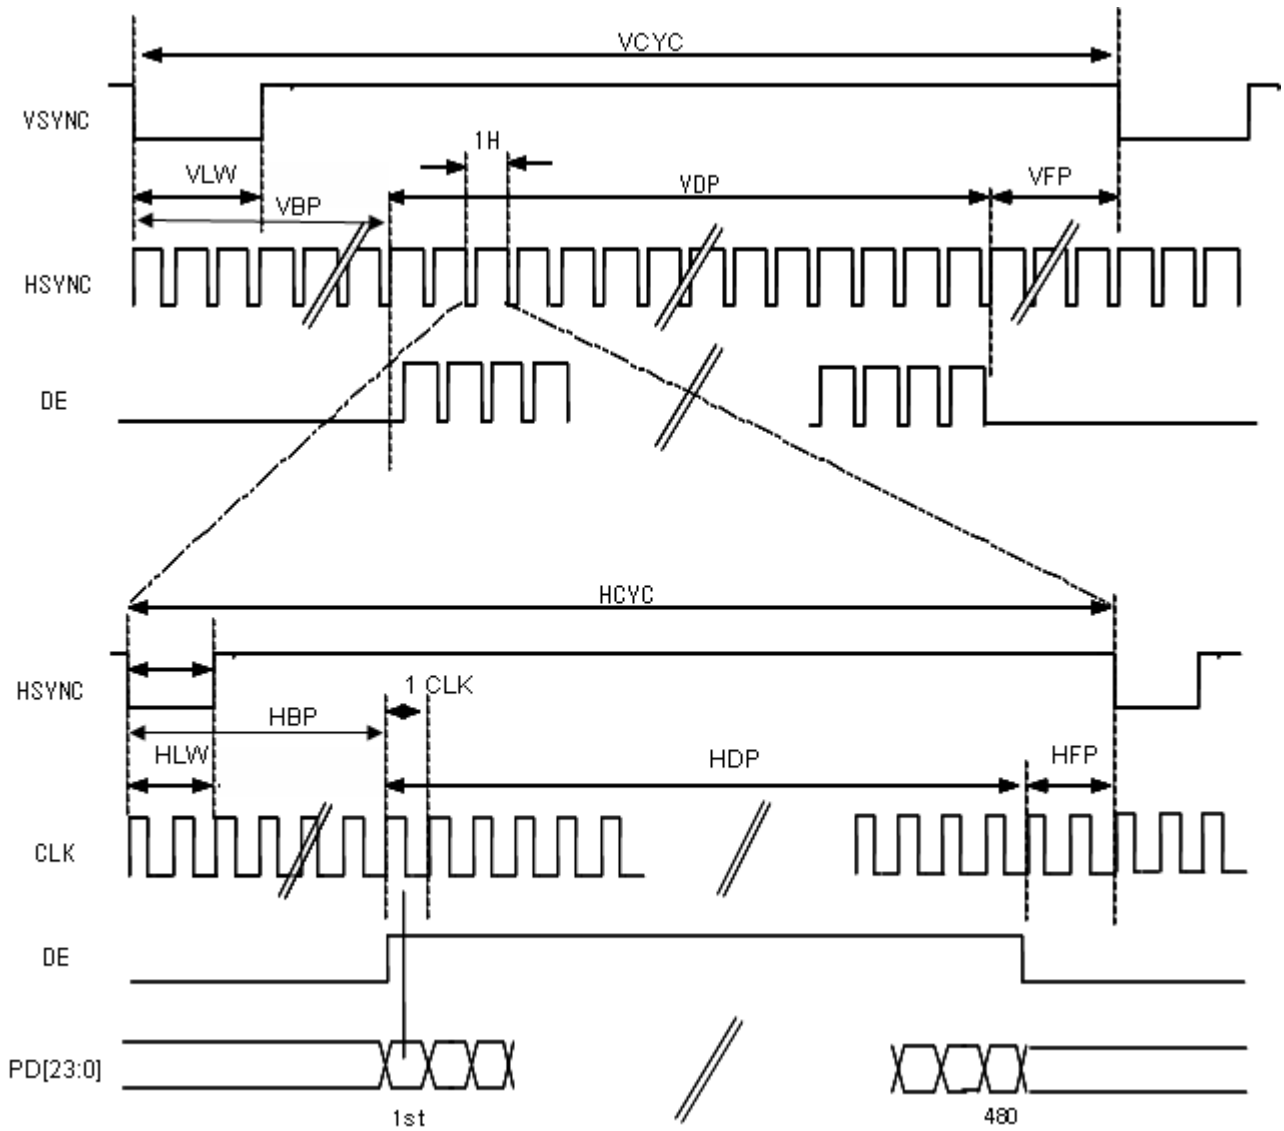 VCYC
VSYNC
1H
VLW
VDP
VFP
VBP
HSYNC
DE
HCYC
HSYNC
1 CLK
HBP
HLW
HDP
HFP
CLK
DE
PD[23:0]
1st
480